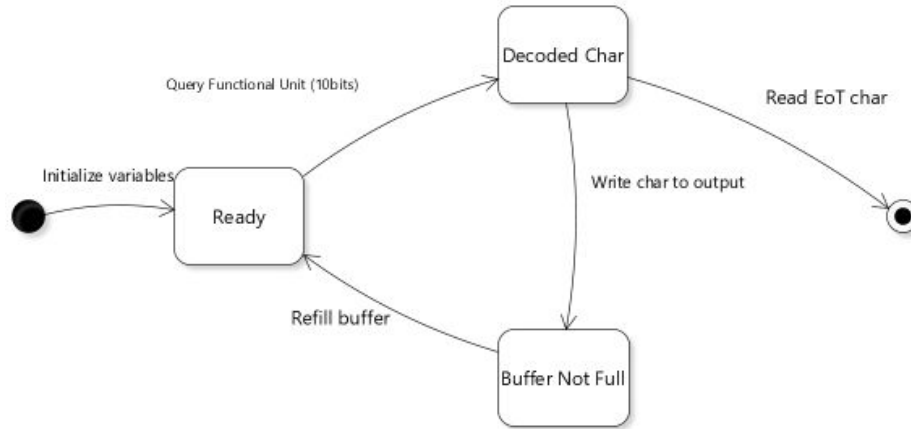 Decoded Char
Query Functional Unit (10bits)
Read EoT char
Initialize variables
Write char to output
Ready
Refill buffer
Buffer Not Full